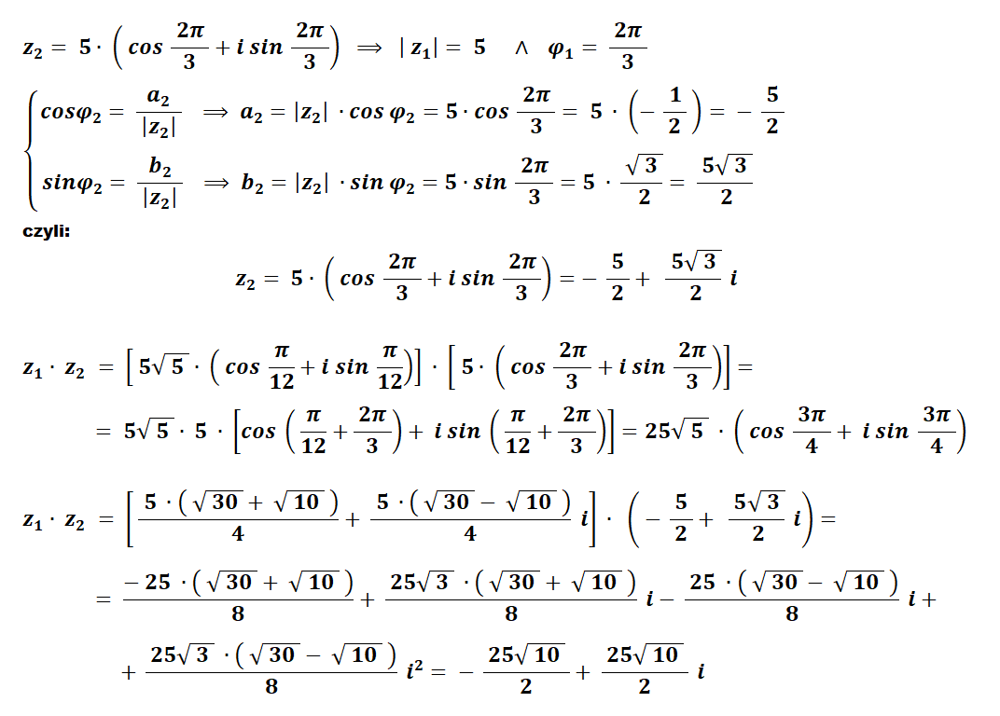 z₂ = 5 · ( cos 2π/3 + i sin 2π/3 ) ⟹ | z₁| = 5 ∧ φ₁ = 2π/3
{ cosφ₂ = a₂/|z₂| ⟹ a₂ = |z₂| · cos φ₂ = 5 · cos 2π/3 = 5 · (− 1/2) = − 5/2
sinφ₂ = b₂/|z₂| ⟹ b₂ = |z₂| · sin φ₂ = 5 · sin 2π/3 = 5 · √3/2 = 5√3/2
czyli:
z₂ = 5 · ( cos 2π/3 + i sin 2π/3 ) = − 5/2 + 5√3/2 i
z₁ · z₂ = [ 5√5 · ( cos π/12 + i sin π/12 )] · [ 5 · ( cos 2π/3 + i sin 2π/3 )] =
= 5√5 · 5 · [cos ( π/12 + 2π/3 ) + i sin ( π/12 + 2π/3 )] = 25√5 · ( cos 3π/4 + i sin 3π/4 )
z₁ · z₂ = [ 5 · (√30 + √10)/4 + 5 · (√30 − √10)/4 i] · (− 5/2 + 5√3/2 i) =
= −25 · (√30 + √10)/8 + 25√3 · (√30 + √10)/8 i − 25 · (√30 − √10)/8 i +
+ 25√3 · (√30 − √10)/8 i² = − 25√10/2 + 25√10/2 i